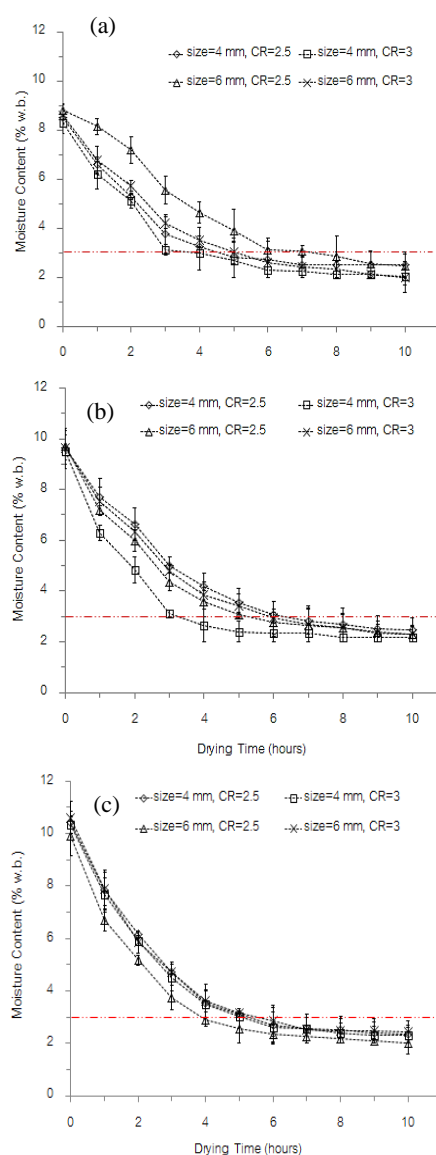 (a)
size=4 mm, CR=2.5 size=4 mm, CR=3
size=6 mm, CR=2.5 size=6 mm, CR=3
Moisture Content (% w.b.)
12
10
8
6
4
2
0
0 2 4 6 8 10
(b)
size=4 mm, CR=2.5 size=4 mm, CR=3
size=6 mm, CR=2.5 size=6 mm, CR=3
Moisture Content (% w.b.)
12
10
8
6
4
2
0
0 2 4 6 8 10
Drying Time (hours)
(c)
size=4 mm, CR=2.5 size=4 mm, CR=3
size=6 mm, CR=2.5 size=6 mm, CR=3
Moisture Content (% w.b.)
12
10
8
6
4
2
0
0 2 4 6 8 10
Drying Time (hours)